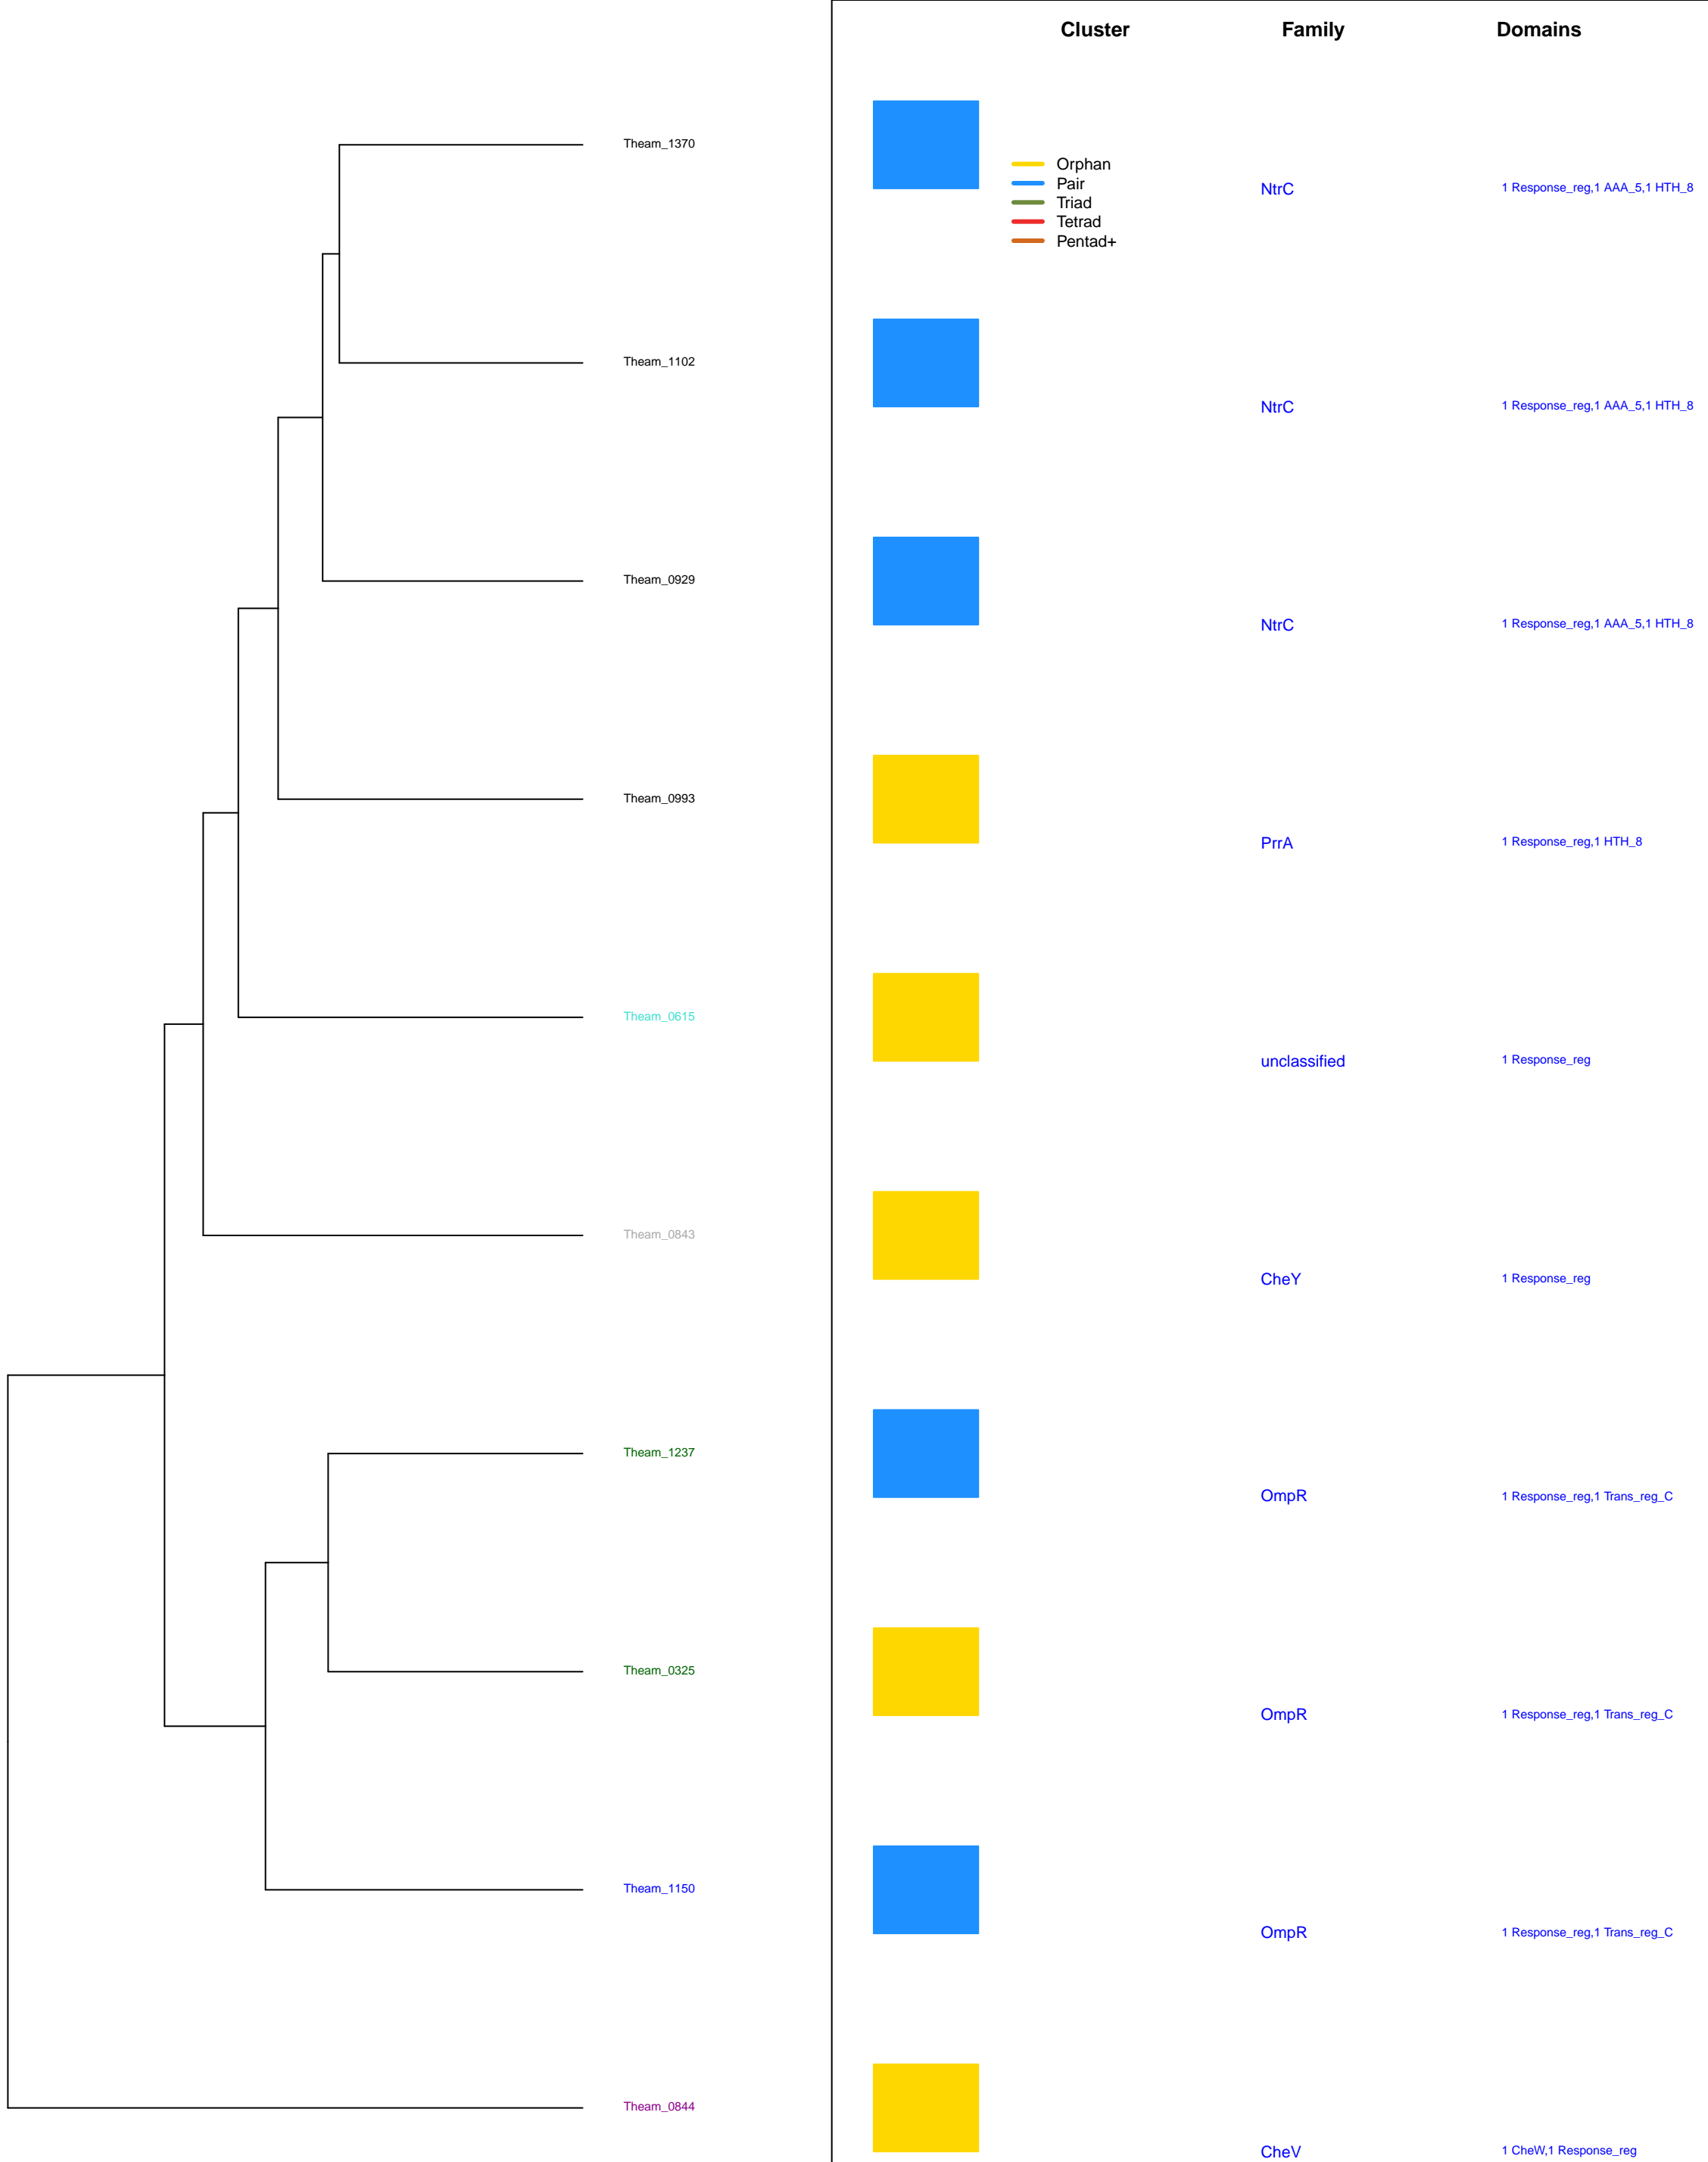 Cluster Family Domains
Theam_1370
Orphan
Pair
Triad
Tetrad
Pentad+
NtrC 1 Response_reg,1 AAA_5,1 HTH_8
Theam_1102
NtrC 1 Response_reg,1 AAA_5,1 HTH_8
Theam_0929
NtrC 1 Response_reg,1 AAA_5,1 HTH_8
Theam_0993
PrrA 1 Response_reg,1 HTH_8
Theam_0615
unclassified 1 Response_reg
Theam_0843
CheY 1 Response_reg
Theam_1237
OmpR 1 Response_reg,1 Trans_reg_C
Theam_0325
OmpR 1 Response_reg,1 Trans_reg_C
Theam_1150
OmpR 1 Response_reg,1 Trans_reg_C
Theam_0844
CheV 1 CheW,1 Response_reg